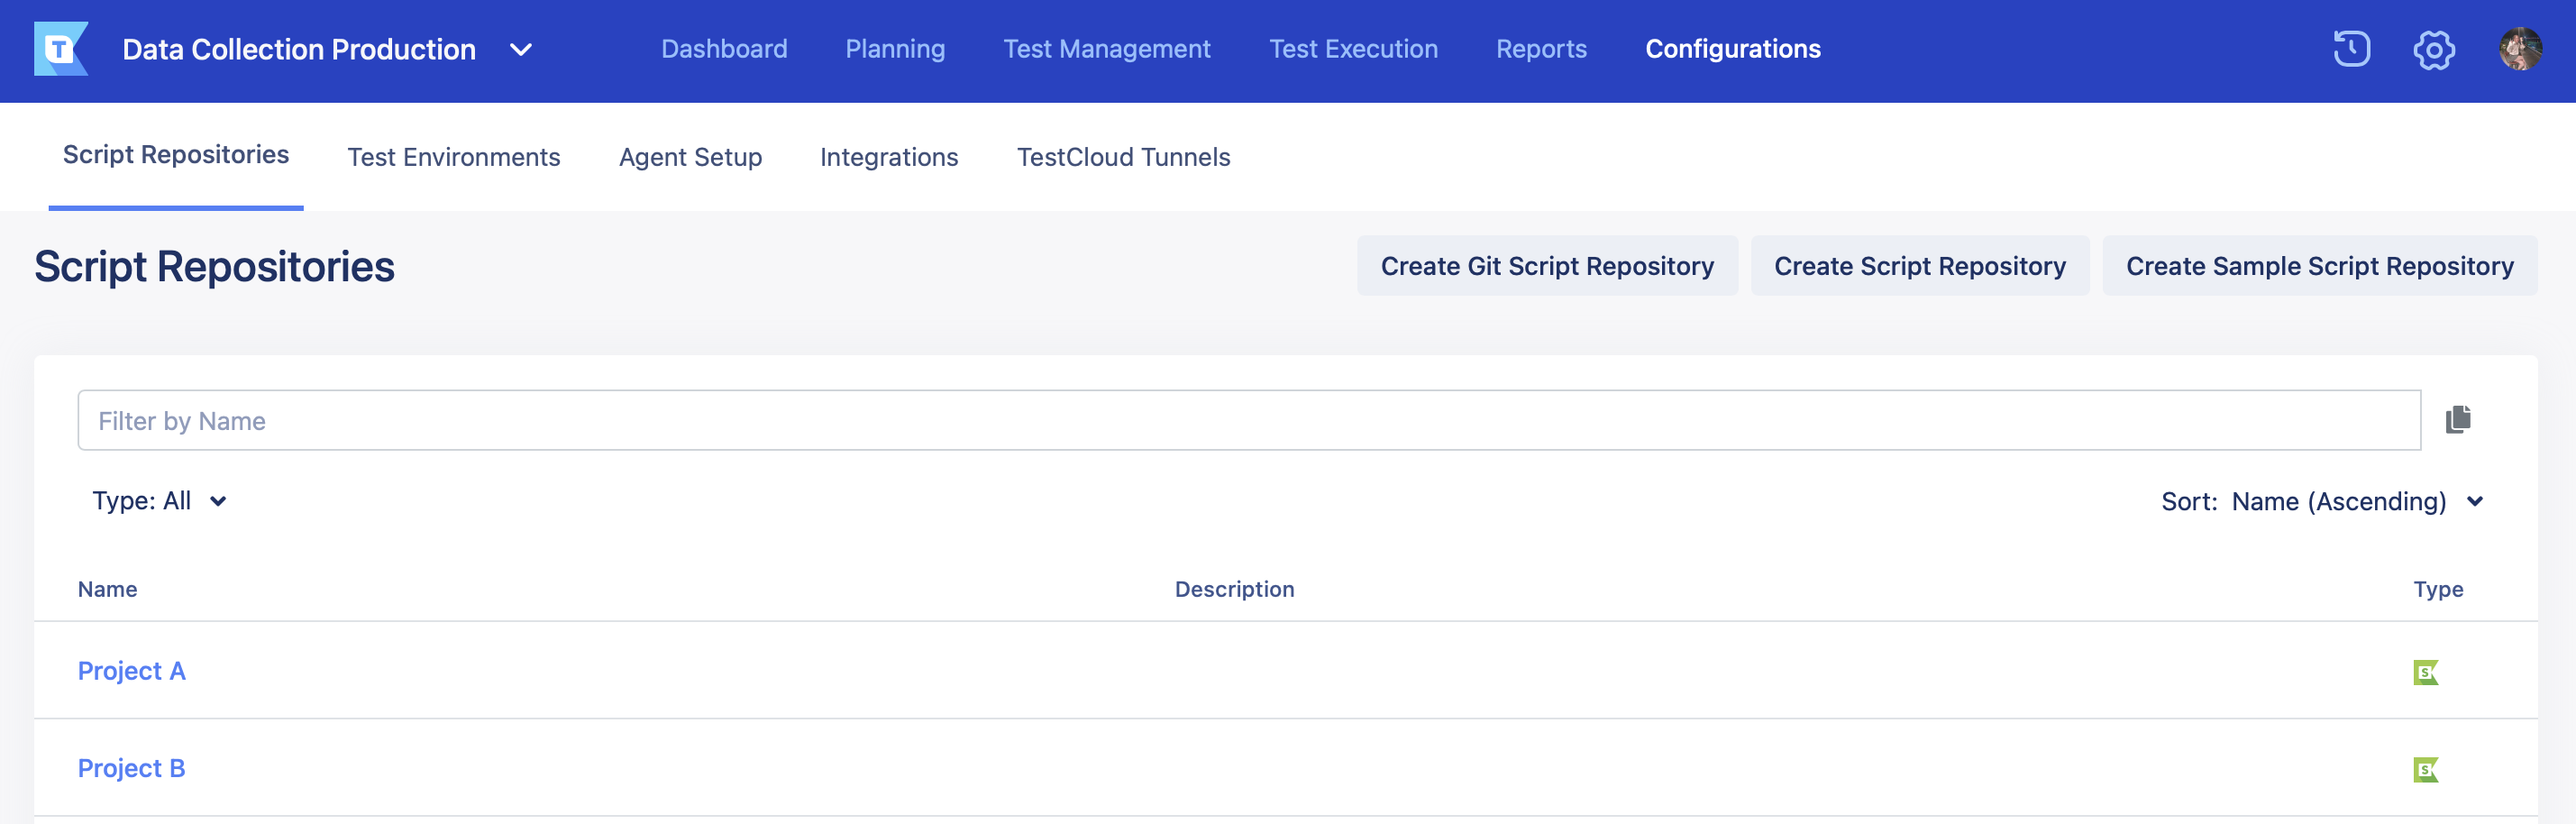 T Data Collection Production Dashboard Planning Test Management Test Execution Reports Configurations
Script Repositories Test Environments Agent Setup Integrations TestCloud Tunnels
Script Repositories Create Git Script Repository Create Script Repository Create Sample Script Repository
Filter by Name
Type: All Sort: Name (Ascending)
Name Description Type
Project A S
Project B S